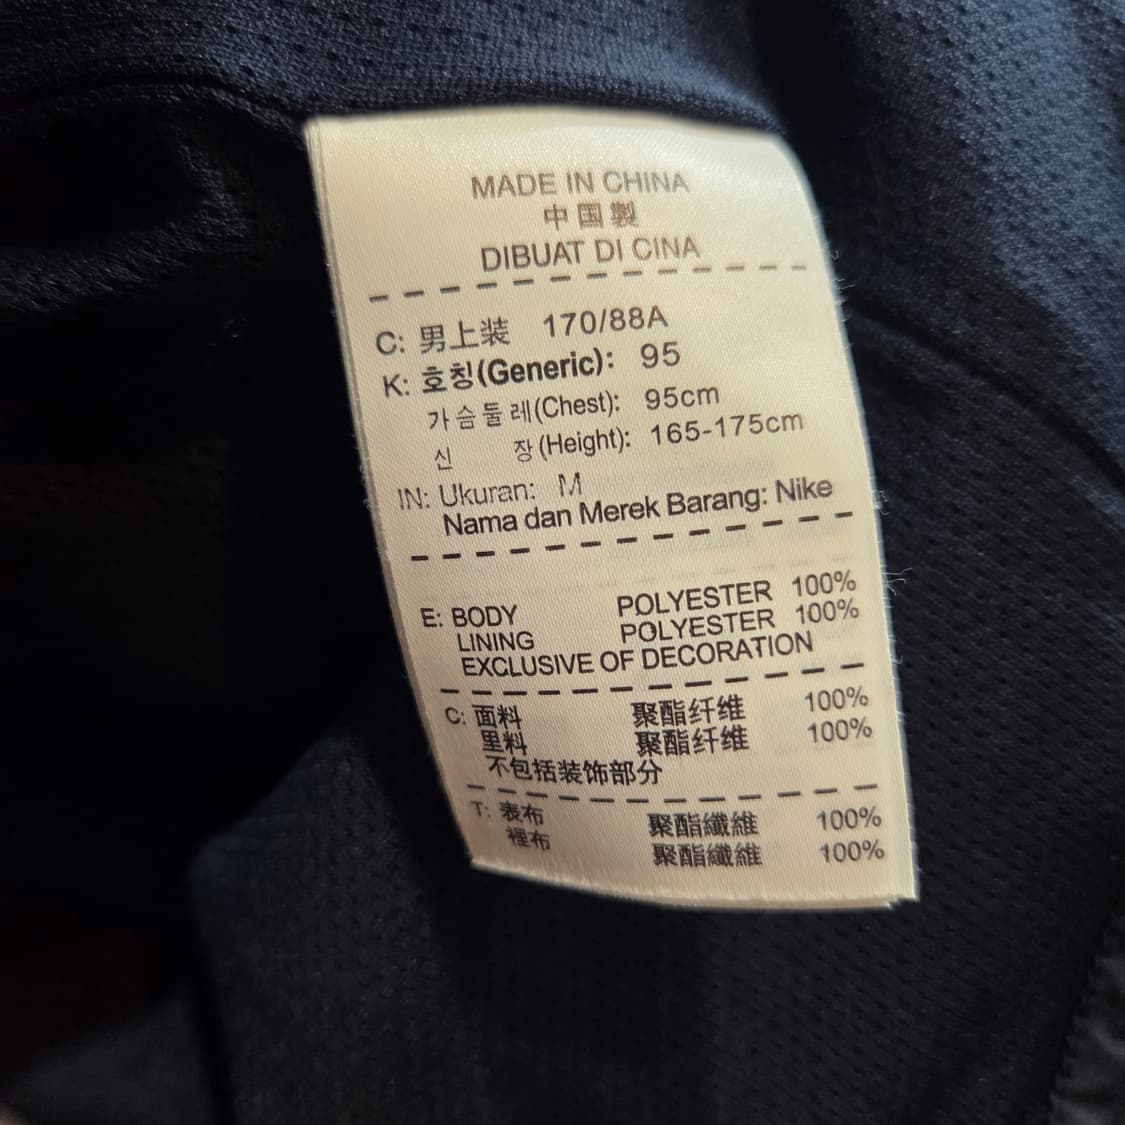 MADE IN CHINA
中国製
DIBUAT DI CINA
C: 男上装 170/88A
K: 호칭(Generic): 95
가슴둘레(Chest): 95cm
신 장(Height): 165-175cm
IN: Ukuran: M
Nama dan Merek Barang: Nike
E: BODY POLYESTER 100%
LINING POLYESTER 100%
EXCLUSIVE OF DECORATION
C: 面料 聚酯纤维 100%
里料 聚酯纤维 100%
不包括装饰部分
T: 表布 聚酯纖維 100%
裡布 聚酯纖維 100%